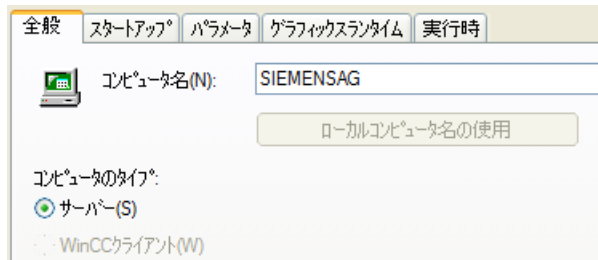 全般 ｽﾀｰﾄｱｯﾌﾟ ﾊﾟﾗﾒｰﾀ ｸﾞﾗﾌｨｯｸｽﾗﾝﾀｲﾑ 実行時
ｺﾝﾋﾟｭｰﾀ名(N): SIEMENSAG
ﾛｰｶﾙｺﾝﾋﾟｭｰﾀ名の使用
ｺﾝﾋﾟｭｰﾀのﾀｲﾌﾟ:
ｻｰﾊﾞｰ(S)
WinCCｸﾗｲｱﾝﾄ(W)